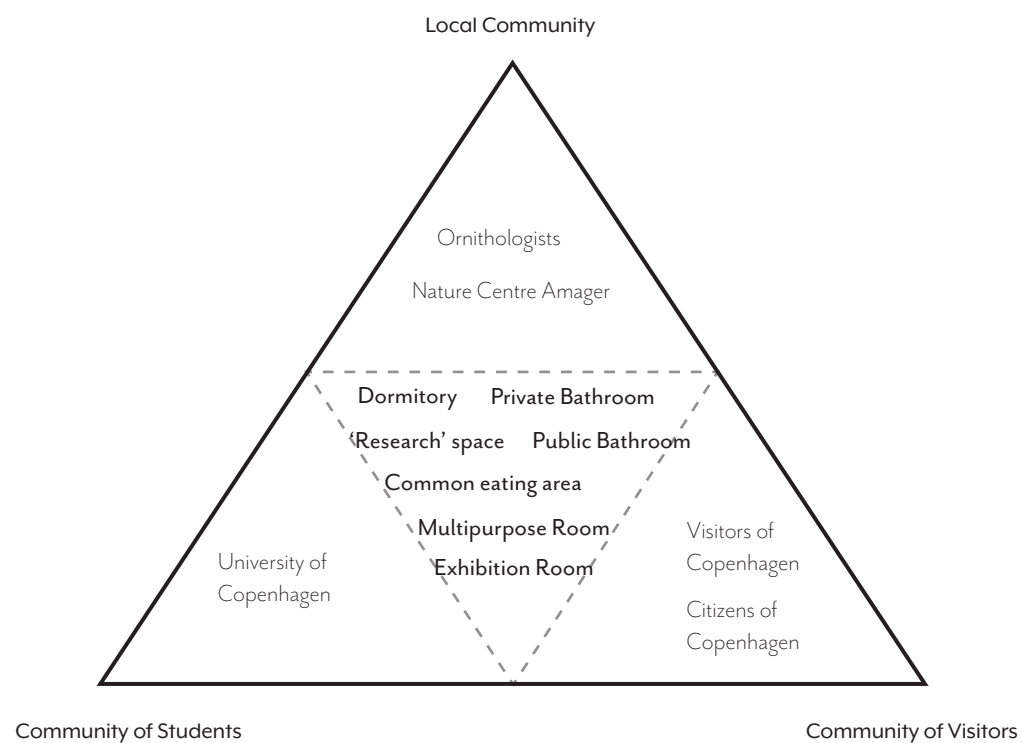 Local Community
Ornithologists
Nature Centre Amager
Dormitory Private Bathroom
‘Research’ space Public Bathroom
Common eating area
Multipurpose Room
Exhibition Room
University of
Copenhagen
Visitors of
Copenhagen
Citizens of
Copenhagen
Community of Students
Community of Visitors